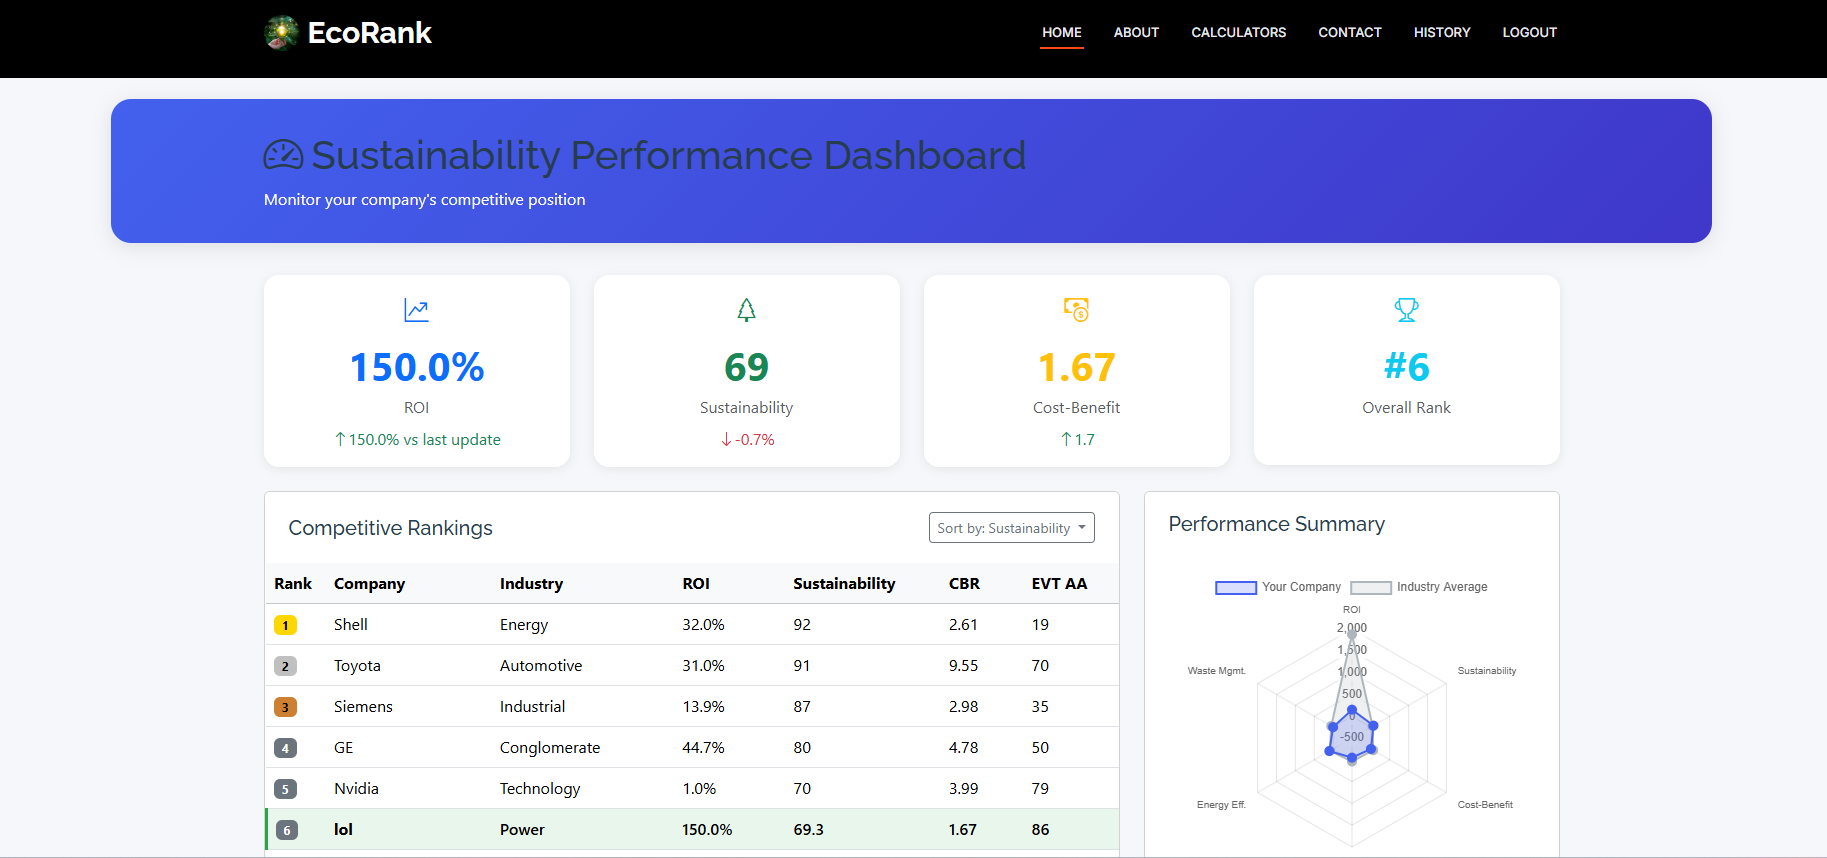 EcoRank
HOME ABOUT CALCULATORS CONTACT HISTORY LOGOUT
Sustainability Performance Dashboard
Monitor your company's competitive position
150.0%
ROI
↑ 150.0% vs last update
69
Sustainability
↓ -0.7%
1.67
Cost-Benefit
↑ 1.7
#6
Overall Rank
Competitive Rankings
Sort by: Sustainability
Rank Company Industry ROI Sustainability CBR EVT AA
1 Shell Energy 32.0% 92 2.61 19
2 Toyota Automotive 31.0% 91 9.55 70
3 Siemens Industrial 13.9% 87 2.98 35
4 GE Conglomerate 44.7% 80 4.78 50
5 Nvidia Technology 1.0% 70 3.99 79
6 lol Power 150.0% 69.3 1.67 86
Performance Summary
Your Company Industry Average
ROI
2,000
1,500
Waste Mgmt. 1,000 Sustainability
500
0
-500
Energy Eff. Cost-Benefit